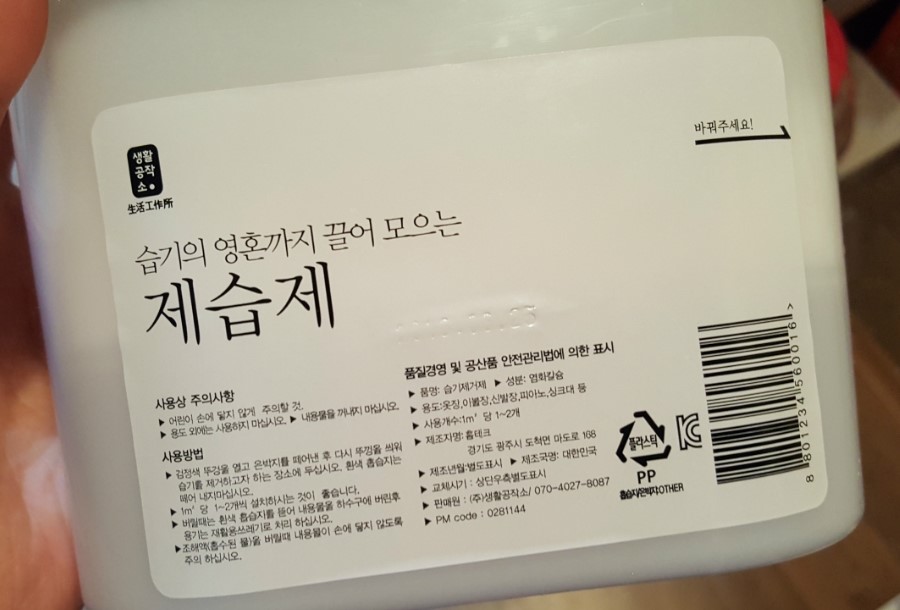 바꿔주세요!
생활
공작
소
生活工作所
습기의 영혼까지 끌어 모으는
제습제
사용상 주의사항
▶ 어린이 손에 닿지 않게 주의할 것.
▶ 용도 외에는 사용하지 마십시오. ▶ 내용물을 꺼내지 마십시오.
사용방법
▶ 검정색 뚜껑을 열고 은박지를 떼어낸 후 다시 뚜껑을 씌워
습기를 제거하고자 하는 장소에 두십시오. 흰색 흡습지는
떼어 내지마십시오.
▶ 1㎥ 당 1~2개씩 설치하시는 것이 좋습니다.
▶ 버릴때는 흰색 흡습지를 뜯어 내용물을 하수구에 버린후
용기는 재활용쓰레기로 처리 하십시오.
▶ 조해액(흡수된 물)을 버릴때 내용물이 손에 닿지 않도록
주의 하십시오.
품질경영 및 공산품 안전관리법에 의한 표시
▶ 품명: 습기제거제 ▶ 성분: 염화칼슘
▶ 용도:옷장,이불장,신발장,피아노,싱크대 등
▶ 사용개수:1㎥ 당 1~2개
▶ 제조자명: 홈테크
경기도 광주시 도척면 마도로 168
▶ 제조년월:별도표시 ▶ 제조국명: 대한민국
▶ 교체시기 : 상단우측별도표시
▶ 판매원 : (주)생활공작소/ 070-4027-8087
▶ PM code : 0281144
플라스틱
PP
흡습지/은박지:OTHER
8 801234 560016 >